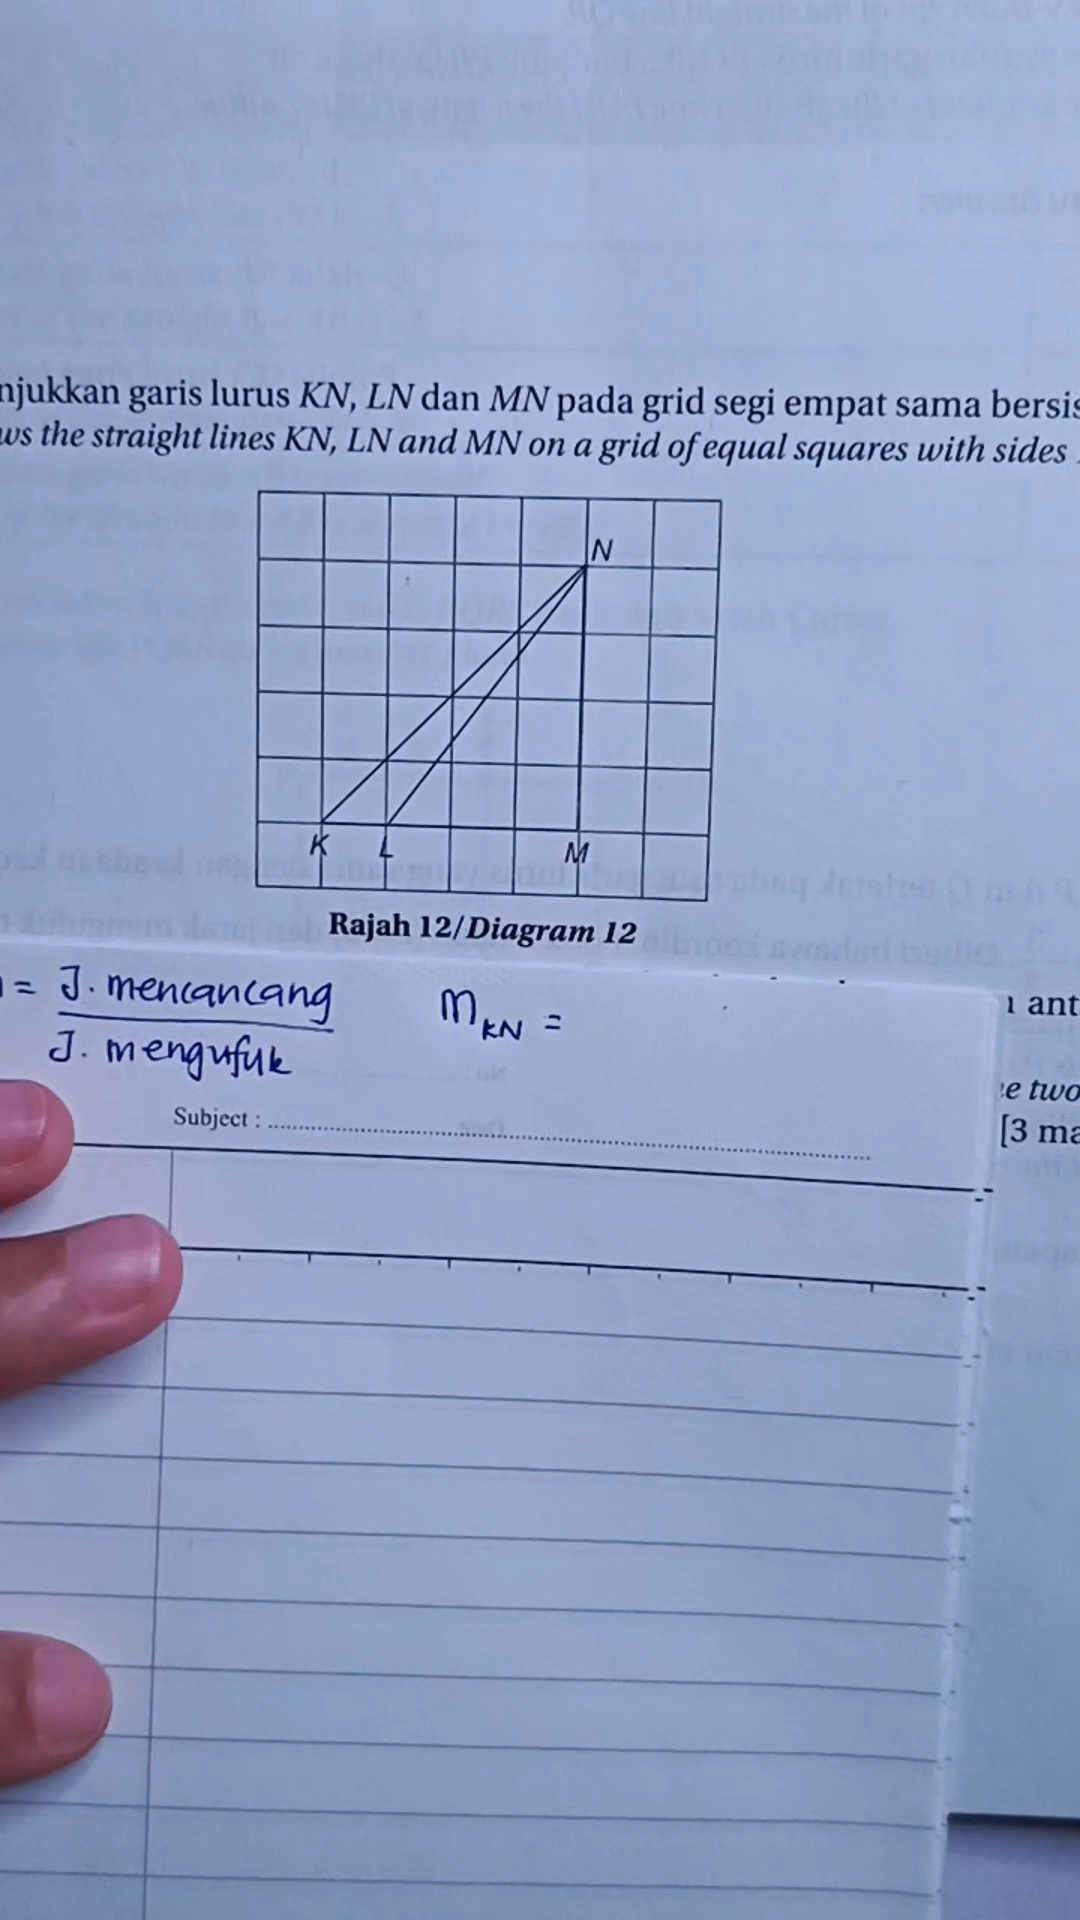 njukkan garis lurus KN, LN dan MN pada grid segi empat sama bersis
ws the straight lines KN, LN and MN on a grid of equal squares with sides
N
K L M
Rajah 12/Diagram 12
= J. mencancang
J. mengufuk
m KN =
ı ant
e two
[3 ma
Subject :